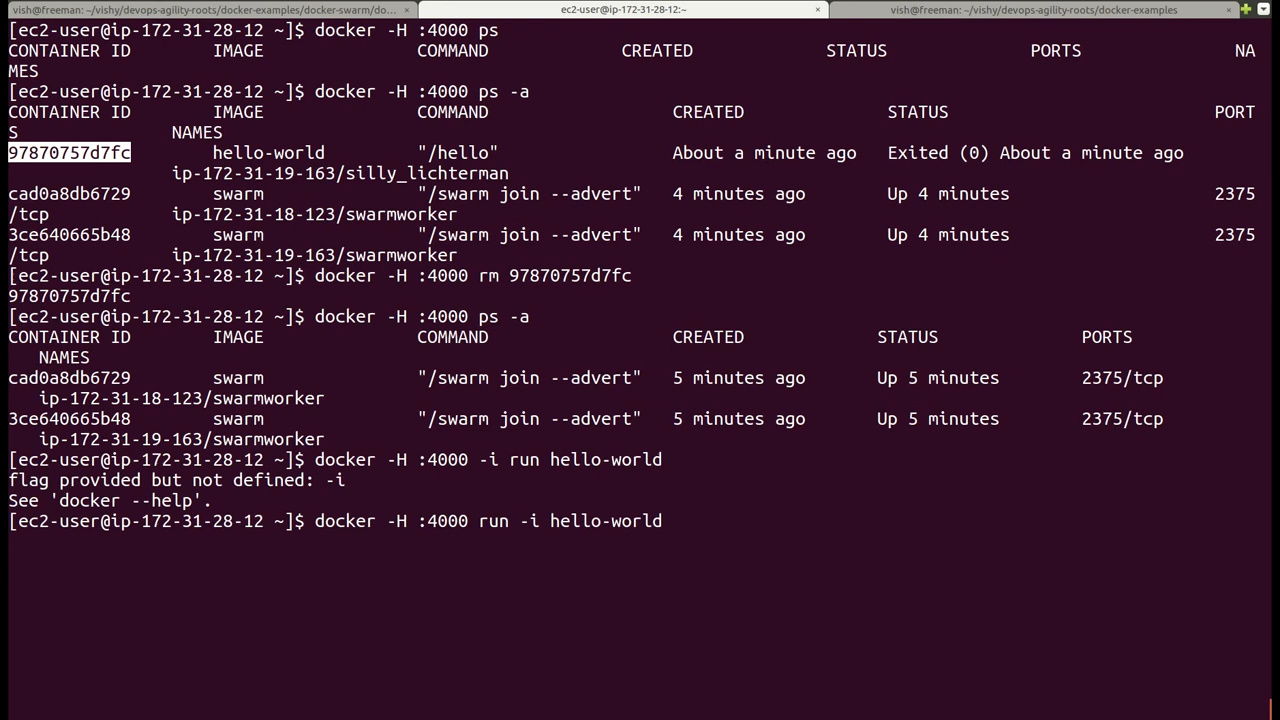 vish@freeman: ~/vishy/devops-agility-roots/docker-examples/docker-swarm/do... × ec2-user@ip-172-31-28-12:~ × vish@freeman: ~/vishy/devops-agility-roots/docker-examples ×
[ec2-user@ip-172-31-28-12 ~]$ docker -H :4000 ps
CONTAINER ID        IMAGE               COMMAND             CREATED             STATUS              PORTS               NA
MES
[ec2-user@ip-172-31-28-12 ~]$ docker -H :4000 ps -a
CONTAINER ID        IMAGE               COMMAND                  CREATED              STATUS                          PORT
S               NAMES
97870757d7fc        hello-world         "/hello"                 About a minute ago   Exited (0) About a minute ago
                ip-172-31-19-163/silly_lichterman
cad0a8db6729        swarm               "/swarm join --advert"   4 minutes ago        Up 4 minutes                    2375
/tcp            ip-172-31-18-123/swarmworker
3ce640665b48        swarm               "/swarm join --advert"   4 minutes ago        Up 4 minutes                    2375
/tcp            ip-172-31-19-163/swarmworker
[ec2-user@ip-172-31-28-12 ~]$ docker -H :4000 rm 97870757d7fc
97870757d7fc
[ec2-user@ip-172-31-28-12 ~]$ docker -H :4000 ps -a
CONTAINER ID        IMAGE               COMMAND                  CREATED             STATUS              PORTS
   NAMES
cad0a8db6729        swarm               "/swarm join --advert"   5 minutes ago       Up 5 minutes        2375/tcp
   ip-172-31-18-123/swarmworker
3ce640665b48        swarm               "/swarm join --advert"   5 minutes ago       Up 5 minutes        2375/tcp
   ip-172-31-19-163/swarmworker
[ec2-user@ip-172-31-28-12 ~]$ docker -H :4000 -i run hello-world
flag provided but not defined: -i
See 'docker --help'.
[ec2-user@ip-172-31-28-12 ~]$ docker -H :4000 run -i hello-world